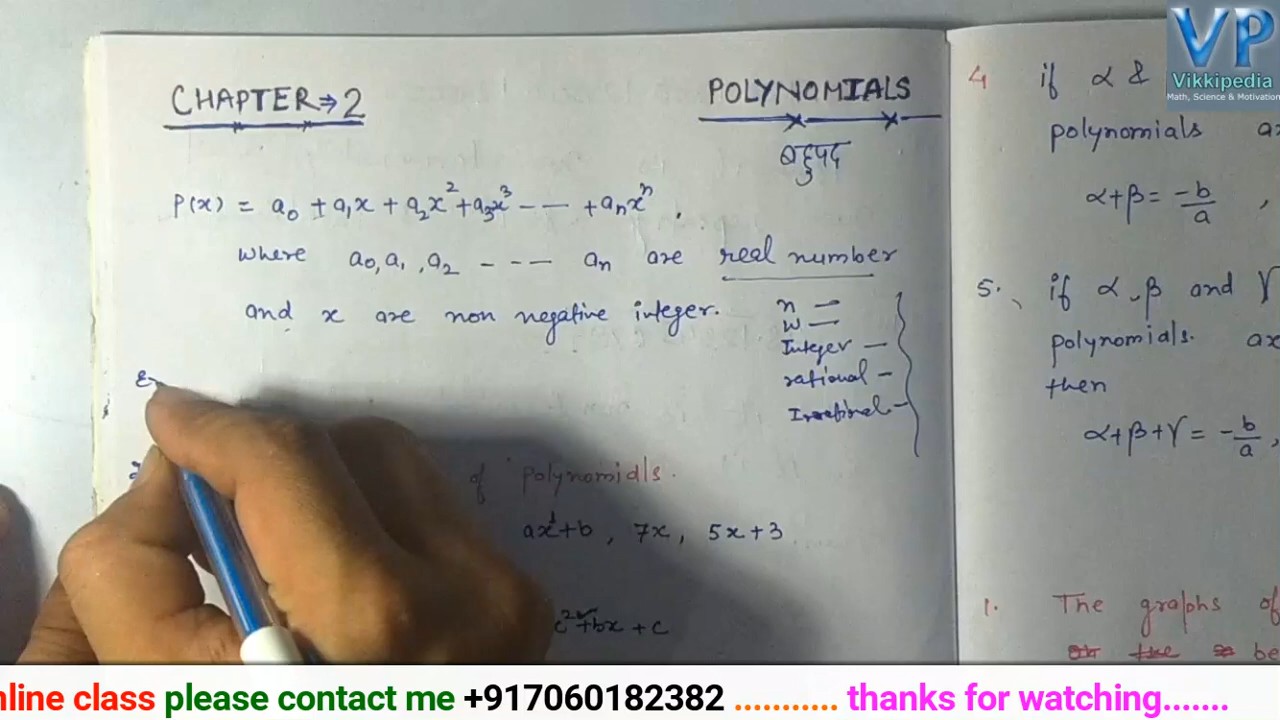 CHAPTER → 2
POLYNOMIALS
बहुपद
P(x) = a₀ + a₁x + a₂x² + a₃x³ - - - + aₙxⁿ .
where a₀, a₁, a₂ - - - aₙ are real number
and x are non negative integer.
n —
w —
Integer —
rational —
Ex
of polynomials.
ax¹+b , 7x , 5x+3
+bx + c
4 if α &
polynomials
α+β = -b/a ,
5. if α, β and γ
polynomials.
then
α+β+γ = -b/a ,
1. The graphs of
be
VP
Vikkipedia
Math, Science & Motivation
nline class please contact me +917060182382 ........... thanks for watching.......